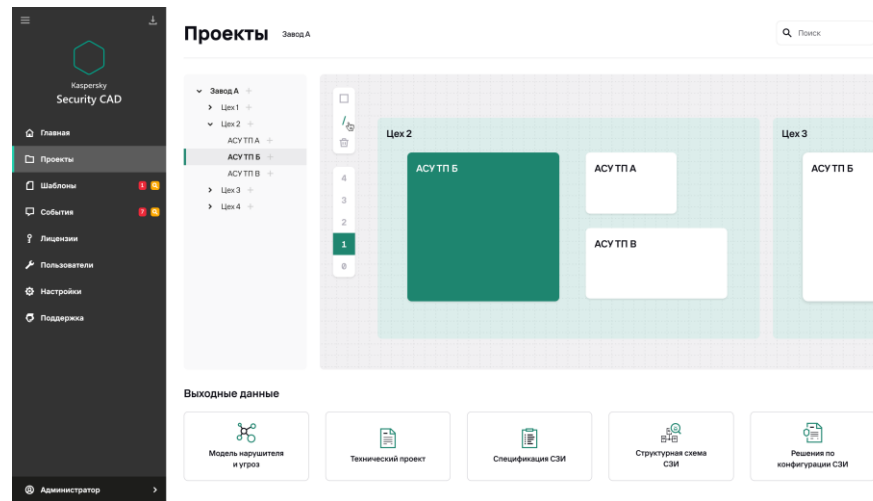 Kaspersky
Security CAD
Главная
Проекты
Шаблоны 1
События 7
Лицензии
Пользователи
Настройки
Поддержка
Администратор
Проекты Завод А
Поиск
Завод А
Цех 1
Цех 2
АСУ ТП А
АСУ ТП Б
АСУ ТП В
Цех 3
Цех 4
4
3
2
1
0
Цех 2
АСУ ТП Б
АСУ ТП А
АСУ ТП В
Цех 3
АСУ ТП Б
Выходные данные
Модель нарушителя
и угроз
Технический проект
Спецификация СЗИ
Структурная схема
СЗИ
Решения по
конфигурации СЗИ